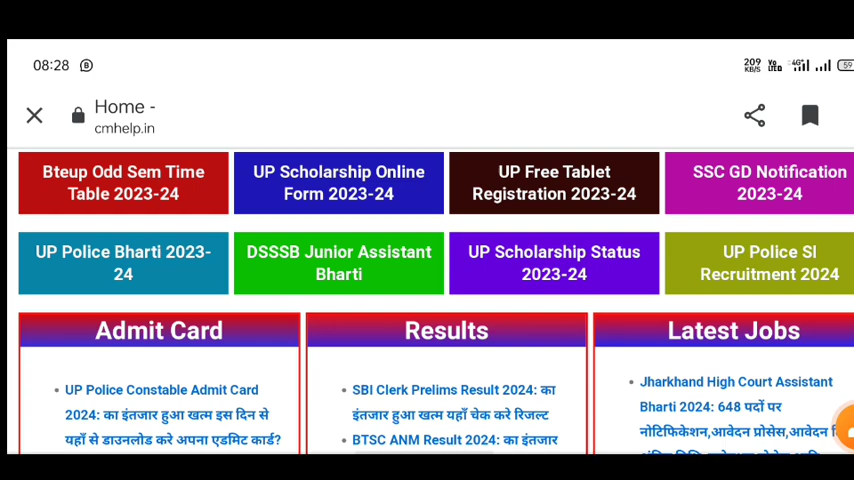 08:28
209 KB/S Vo LTE 4G+ 59
Home -
cmhelp.in
Bteup Odd Sem Time Table 2023-24
UP Scholarship Online Form 2023-24
UP Free Tablet Registration 2023-24
SSC GD Notification 2023-24
UP Police Bharti 2023-24
DSSSB Junior Assistant Bharti
UP Scholarship Status 2023-24
UP Police SI Recruitment 2024
Admit Card
UP Police Constable Admit Card
2024: का इंतजार हुआ खत्म इस दिन से
यहाँ से डाउनलोड करे अपना एडमिट कार्ड?
Results
SBI Clerk Prelims Result 2024: का
इंतजार हुआ खत्म यहाँ चेक करे रिजल्ट
BTSC ANM Result 2024: का इंतजार
Latest Jobs
Jharkhand High Court Assistant
Bharti 2024: 648 पदों पर
नोटिफिकेशन,आवेदन प्रोसेस,आवेदन